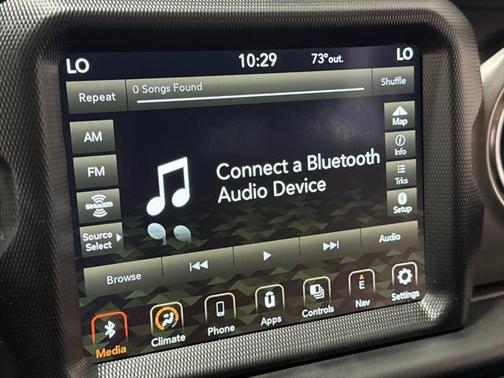 LO 10:29 73°out. LO
Repeat 0 Songs Found Shuffle
AM
FM
SiriusXM
Source
Select
Connect a Bluetooth
Audio Device
Map
Info
Trks
Setup
Browse Audio
Media Climate Phone Apps Controls E Nav Settings